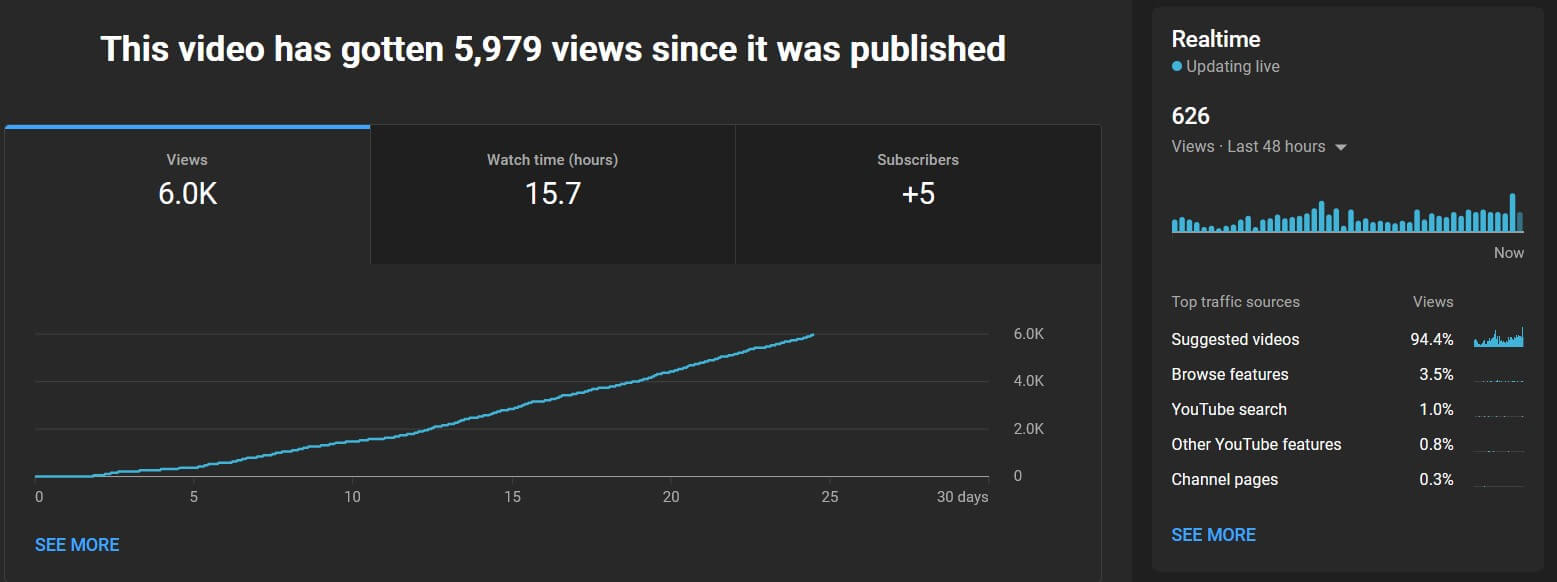 This video has gotten 5,979 views since it was published
Views
6.0K
Watch time (hours)
15.7
Subscribers
+5
6.0K
4.0K
2.0K
0
0 5 10 15 20 25 30 days
SEE MORE
Realtime
Updating live
626
Views · Last 48 hours
Now
Top traffic sources Views
Suggested videos 94.4%
Browse features 3.5%
YouTube search 1.0%
Other YouTube features 0.8%
Channel pages 0.3%
SEE MORE